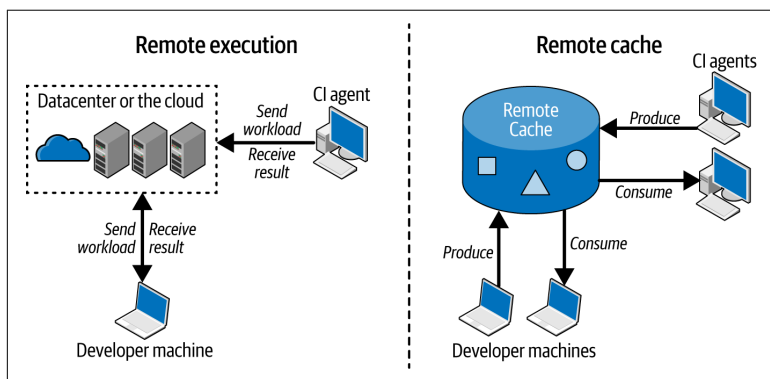 Remote execution
Datacenter or the cloud
CI agent
Send
workload
Receive
result
Send
workload
Receive
result
Developer machine
Remote cache
CI agents
Remote
Cache
Produce
Consume
Produce
Consume
Developer machines